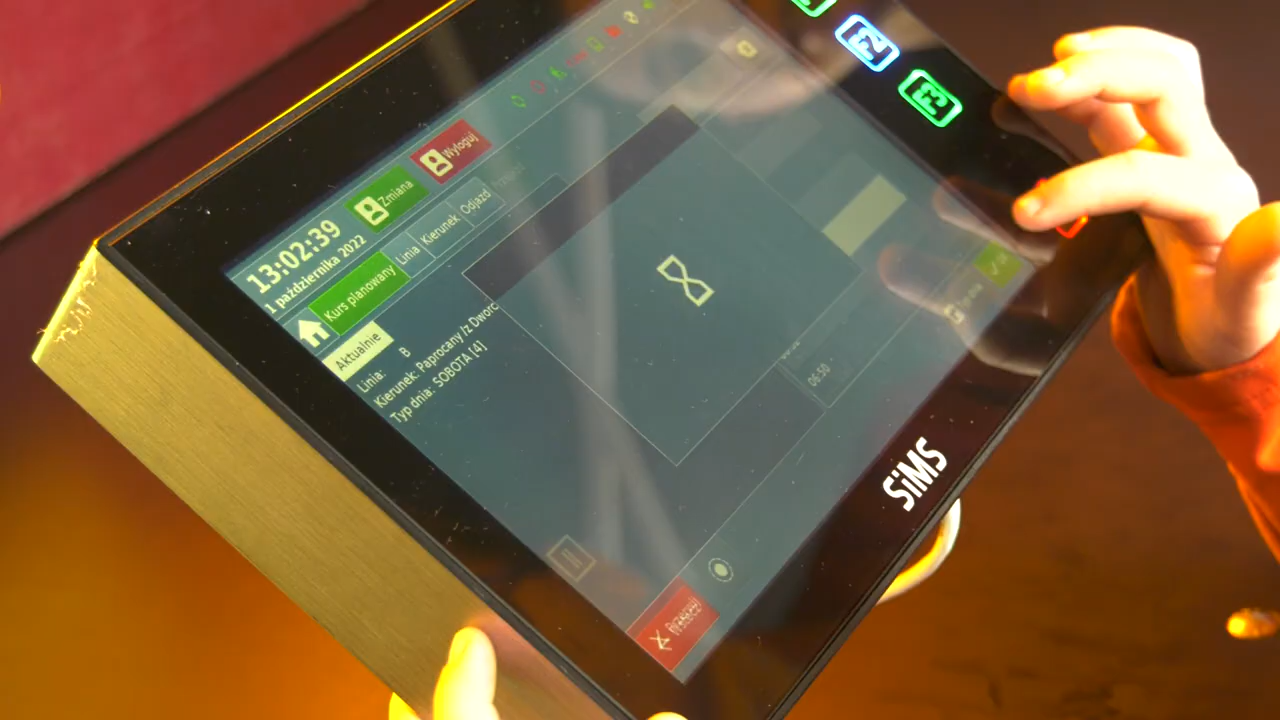 13:02:39
1 października 2022
Zmiana
Wyloguj
Kurs planowany
Linia
Kierunek
Odjazd
Aktualnie
Linia: B
Kierunek: Paprocany /z Dworc
Typ dnia: SOBOTA [4]
06:50
F2
F3
SiMS